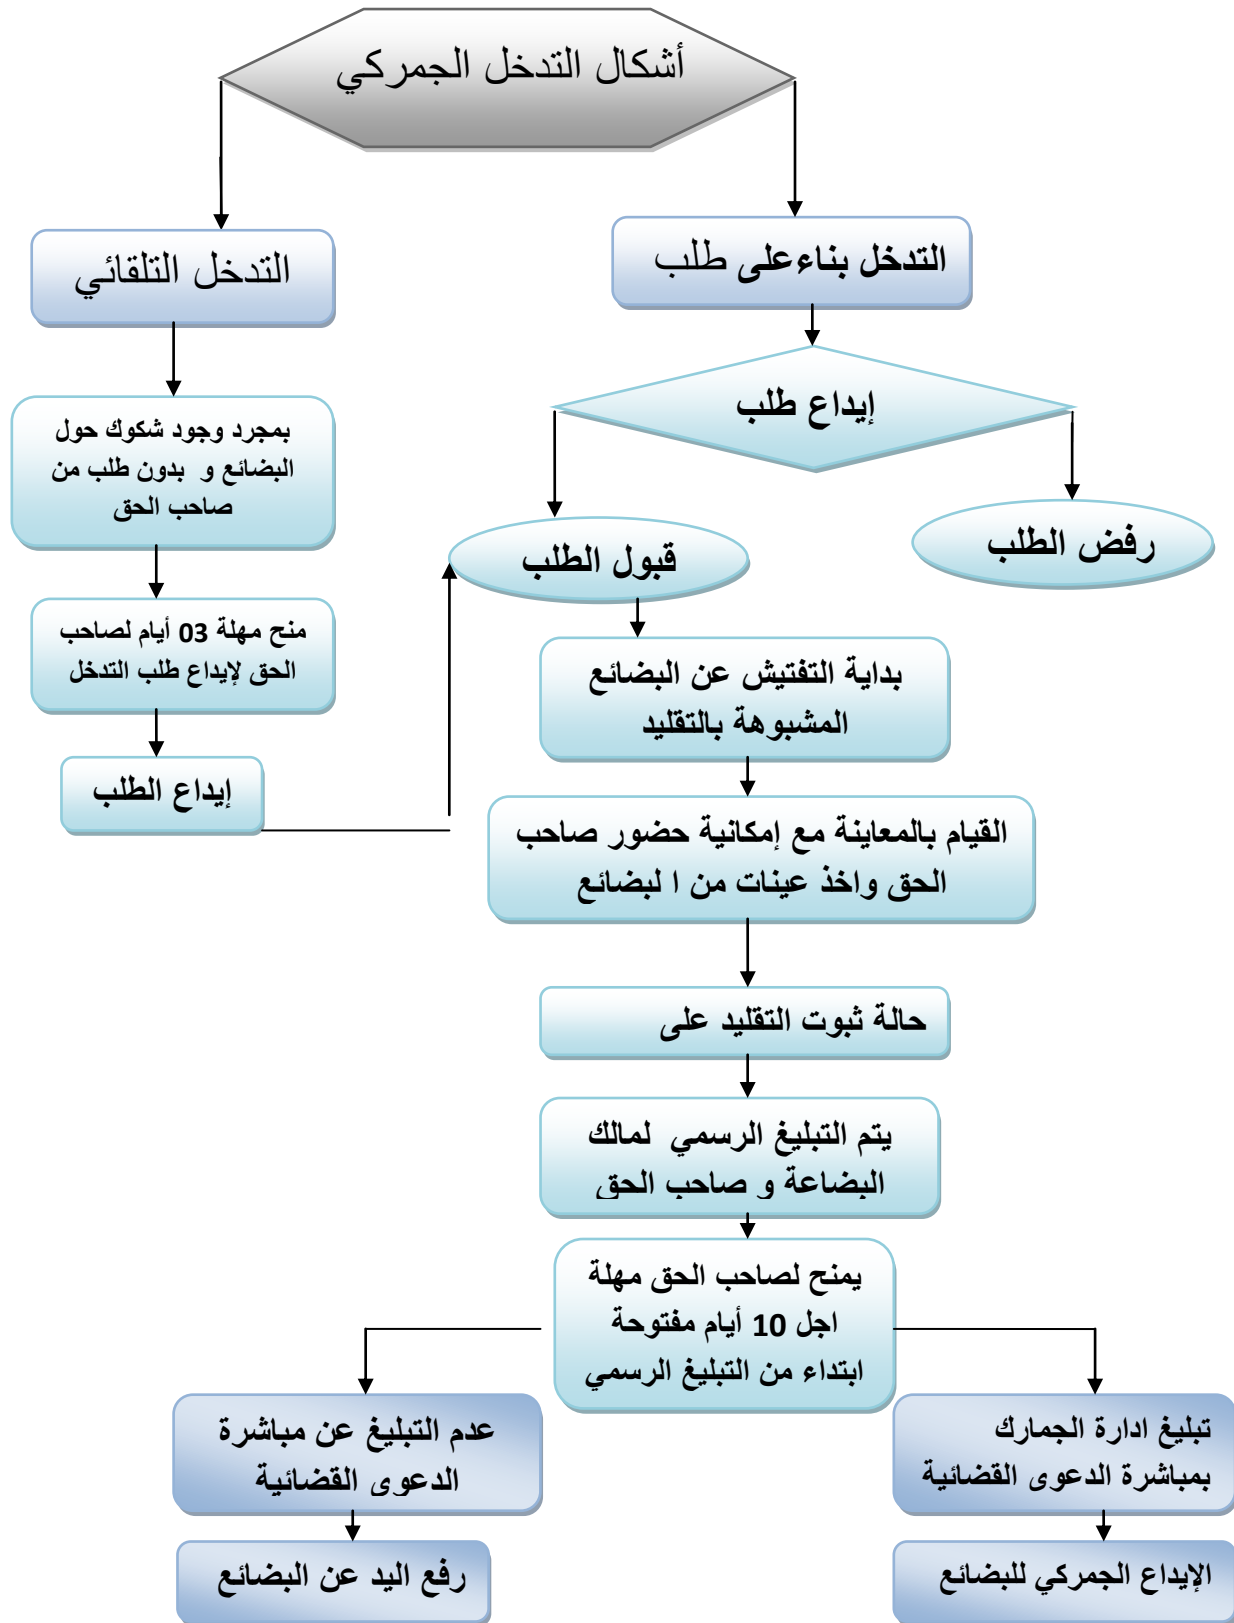 أشكال التدخل الجمركي
التدخل بناء على طلب
التدخل التلقائي
إيداع طلب
بمجرد وجود شكوك حول
البضائع و بدون طلب من
صاحب الحق
رفض الطلب
قبول الطلب
منح مهلة 03 أيام لصاحب
الحق لإيداع طلب التدخل
بداية التفتيش عن البضائع
المشبوهة بالتقليد
إيداع الطلب
القيام بالمعاينة مع إمكانية حضور صاحب
الحق واخذ عينات من ا لبضائع
حالة ثبوت التقليد على
يتم التبليغ الرسمي لمالك
البضاعة و صاحب الحق
يمنح لصاحب الحق مهلة
اجل 10 أيام مفتوحة
ابتداء من التبليغ الرسمي
تبليغ ادارة الجمارك
بمباشرة الدعوى القضائية
عدم التبليغ عن مباشرة
الدعوى القضائية
الإيداع الجمركي للبضائع
رفع اليد عن البضائع